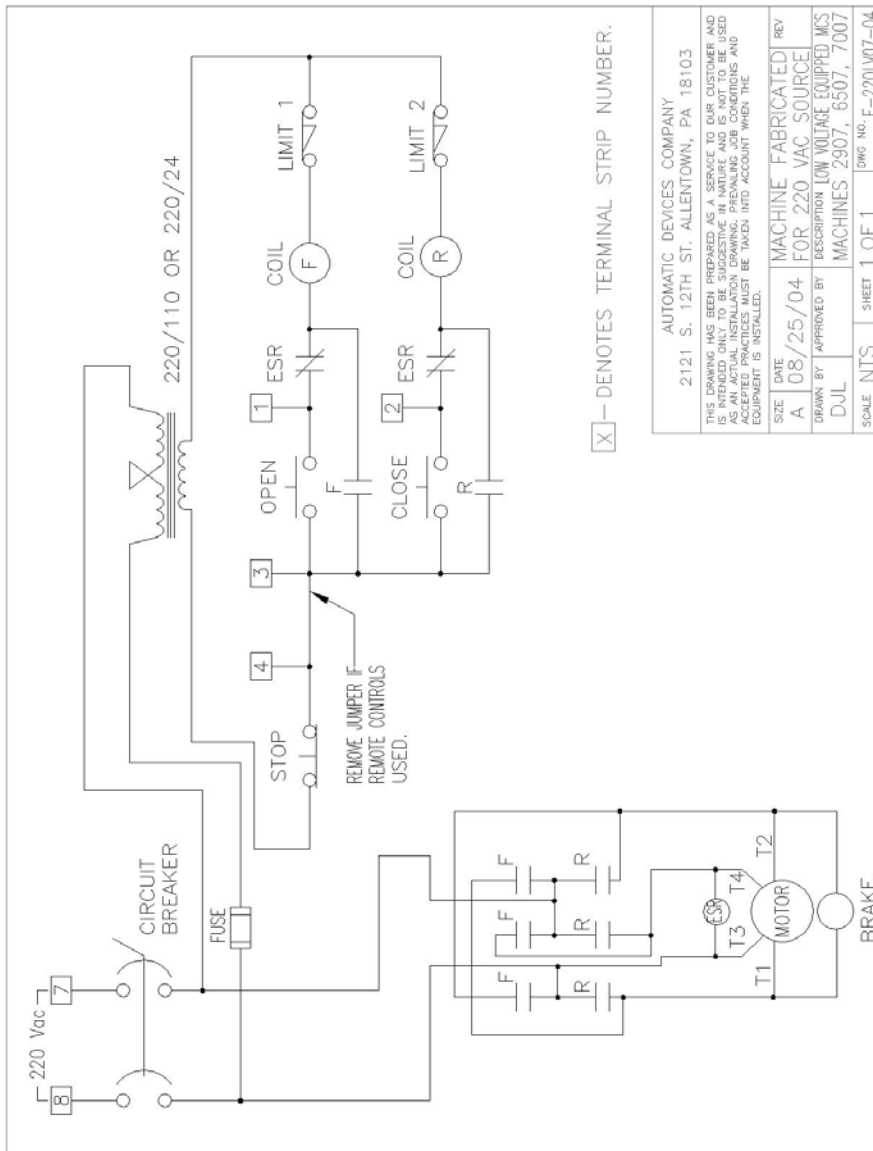 220 Vac
8
7
CIRCUIT
BREAKER
FUSE
220/110 OR 220/24
STOP
4
REMOVE JUMPER IF
REMOTE CONTROLS
USED.
3
OPEN
1
ESR
COIL
F
LIMIT 1
F
CLOSE
2
ESR
COIL
R
LIMIT 2
R
F
F
F
R
R
R
ESR
T3
T4
T1
MOTOR
T2
BRAKE
X - DENOTES TERMINAL STRIP NUMBER.
AUTOMATIC DEVICES COMPANY
2121 S. 12TH ST. ALLENTOWN, PA 18103
THIS DRAWING HAS BEEN PREPARED AS A SERVICE TO OUR CUSTOMER AND
IS INTENDED ONLY TO BE SUGGESTIVE IN NATURE AND IS NOT TO BE USED
AS AN ACTUAL INSTALLATION DRAWING. PREVAILING JOB CONDITIONS AND
ACCEPTED PRACTICES MUST BE TAKEN INTO ACCOUNT WHEN THE
EQUIPMENT IS INSTALLED.
SIZE A
DATE 08/25/04
MACHINE FABRICATED
FOR 220 VAC SOURCE
REV
DRAWN BY DJL
APPROVED BY
DESCRIPTION LOW VOLTAGE EQUIPPED MCS
MACHINES 2907, 6507, 7007
SCALE NTS
SHEET 1 OF 1
DWG NO. E-220LV07-04